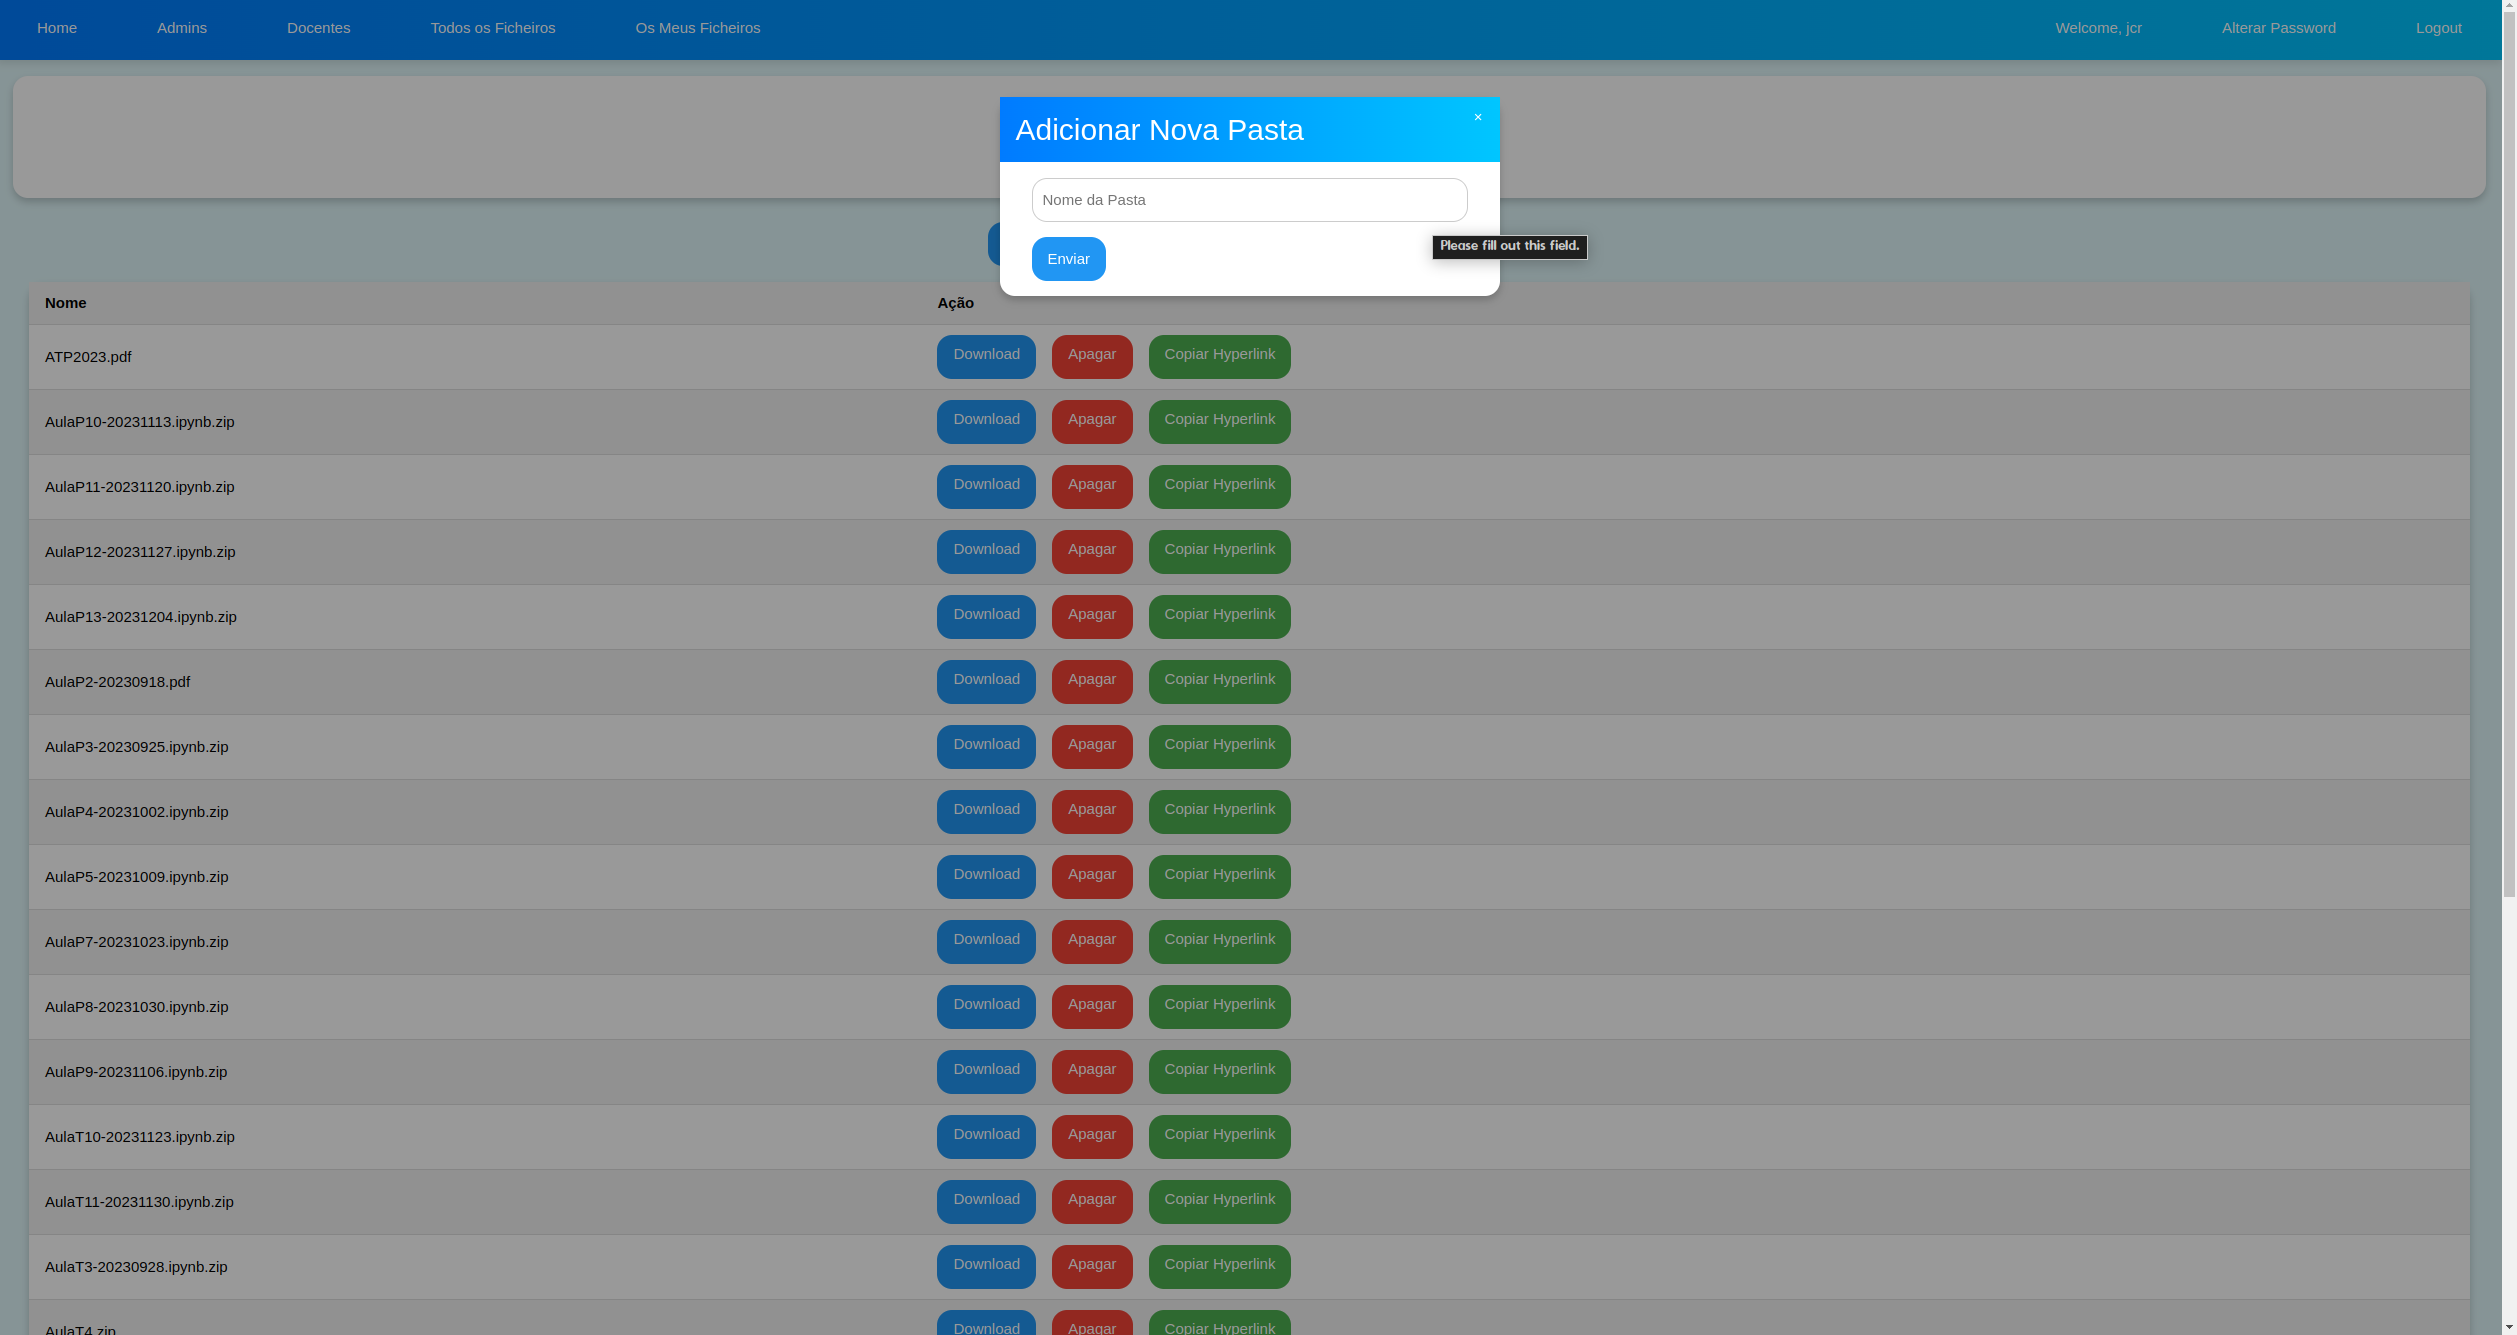 Home Admins Docentes Todos os Ficheiros Os Meus Ficheiros Welcome, jcr Alterar Password Logout
Adicionar Nova Pasta ×
Nome da Pasta
Please fill out this field.
Enviar
Nome Ação
ATP2023.pdf Download Apagar Copiar Hyperlink
AulaP10-20231113.ipynb.zip Download Apagar Copiar Hyperlink
AulaP11-20231120.ipynb.zip Download Apagar Copiar Hyperlink
AulaP12-20231127.ipynb.zip Download Apagar Copiar Hyperlink
AulaP13-20231204.ipynb.zip Download Apagar Copiar Hyperlink
AulaP2-20230918.pdf Download Apagar Copiar Hyperlink
AulaP3-20230925.ipynb.zip Download Apagar Copiar Hyperlink
AulaP4-20231002.ipynb.zip Download Apagar Copiar Hyperlink
AulaP5-20231009.ipynb.zip Download Apagar Copiar Hyperlink
AulaP7-20231023.ipynb.zip Download Apagar Copiar Hyperlink
AulaP8-20231030.ipynb.zip Download Apagar Copiar Hyperlink
AulaP9-20231106.ipynb.zip Download Apagar Copiar Hyperlink
AulaT10-20231123.ipynb.zip Download Apagar Copiar Hyperlink
AulaT11-20231130.ipynb.zip Download Apagar Copiar Hyperlink
AulaT3-20230928.ipynb.zip Download Apagar Copiar Hyperlink
AulaT4.zip Download Apagar Copiar Hyperlink